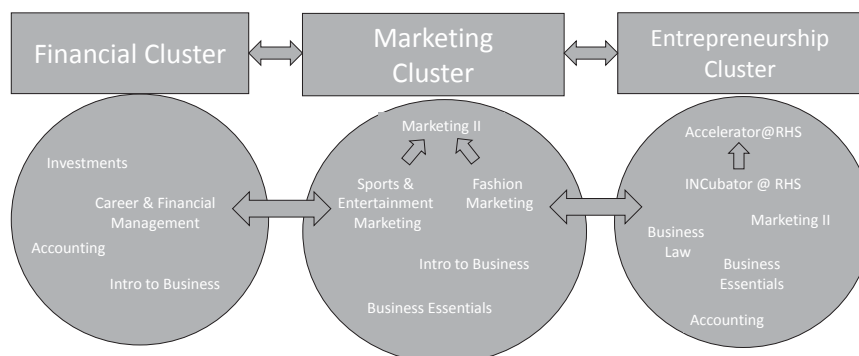 Financial Cluster
Marketing
Cluster
Entrepreneurship
Cluster
Investments
Career & Financial
Management
Accounting
Intro to Business
Marketing II
Sports &
Entertainment
Marketing
Fashion
Marketing
Intro to Business
Business Essentials
Accelerator@RHS
INCubator @ RHS
Marketing II
Business
Law
Business
Essentials
Accounting